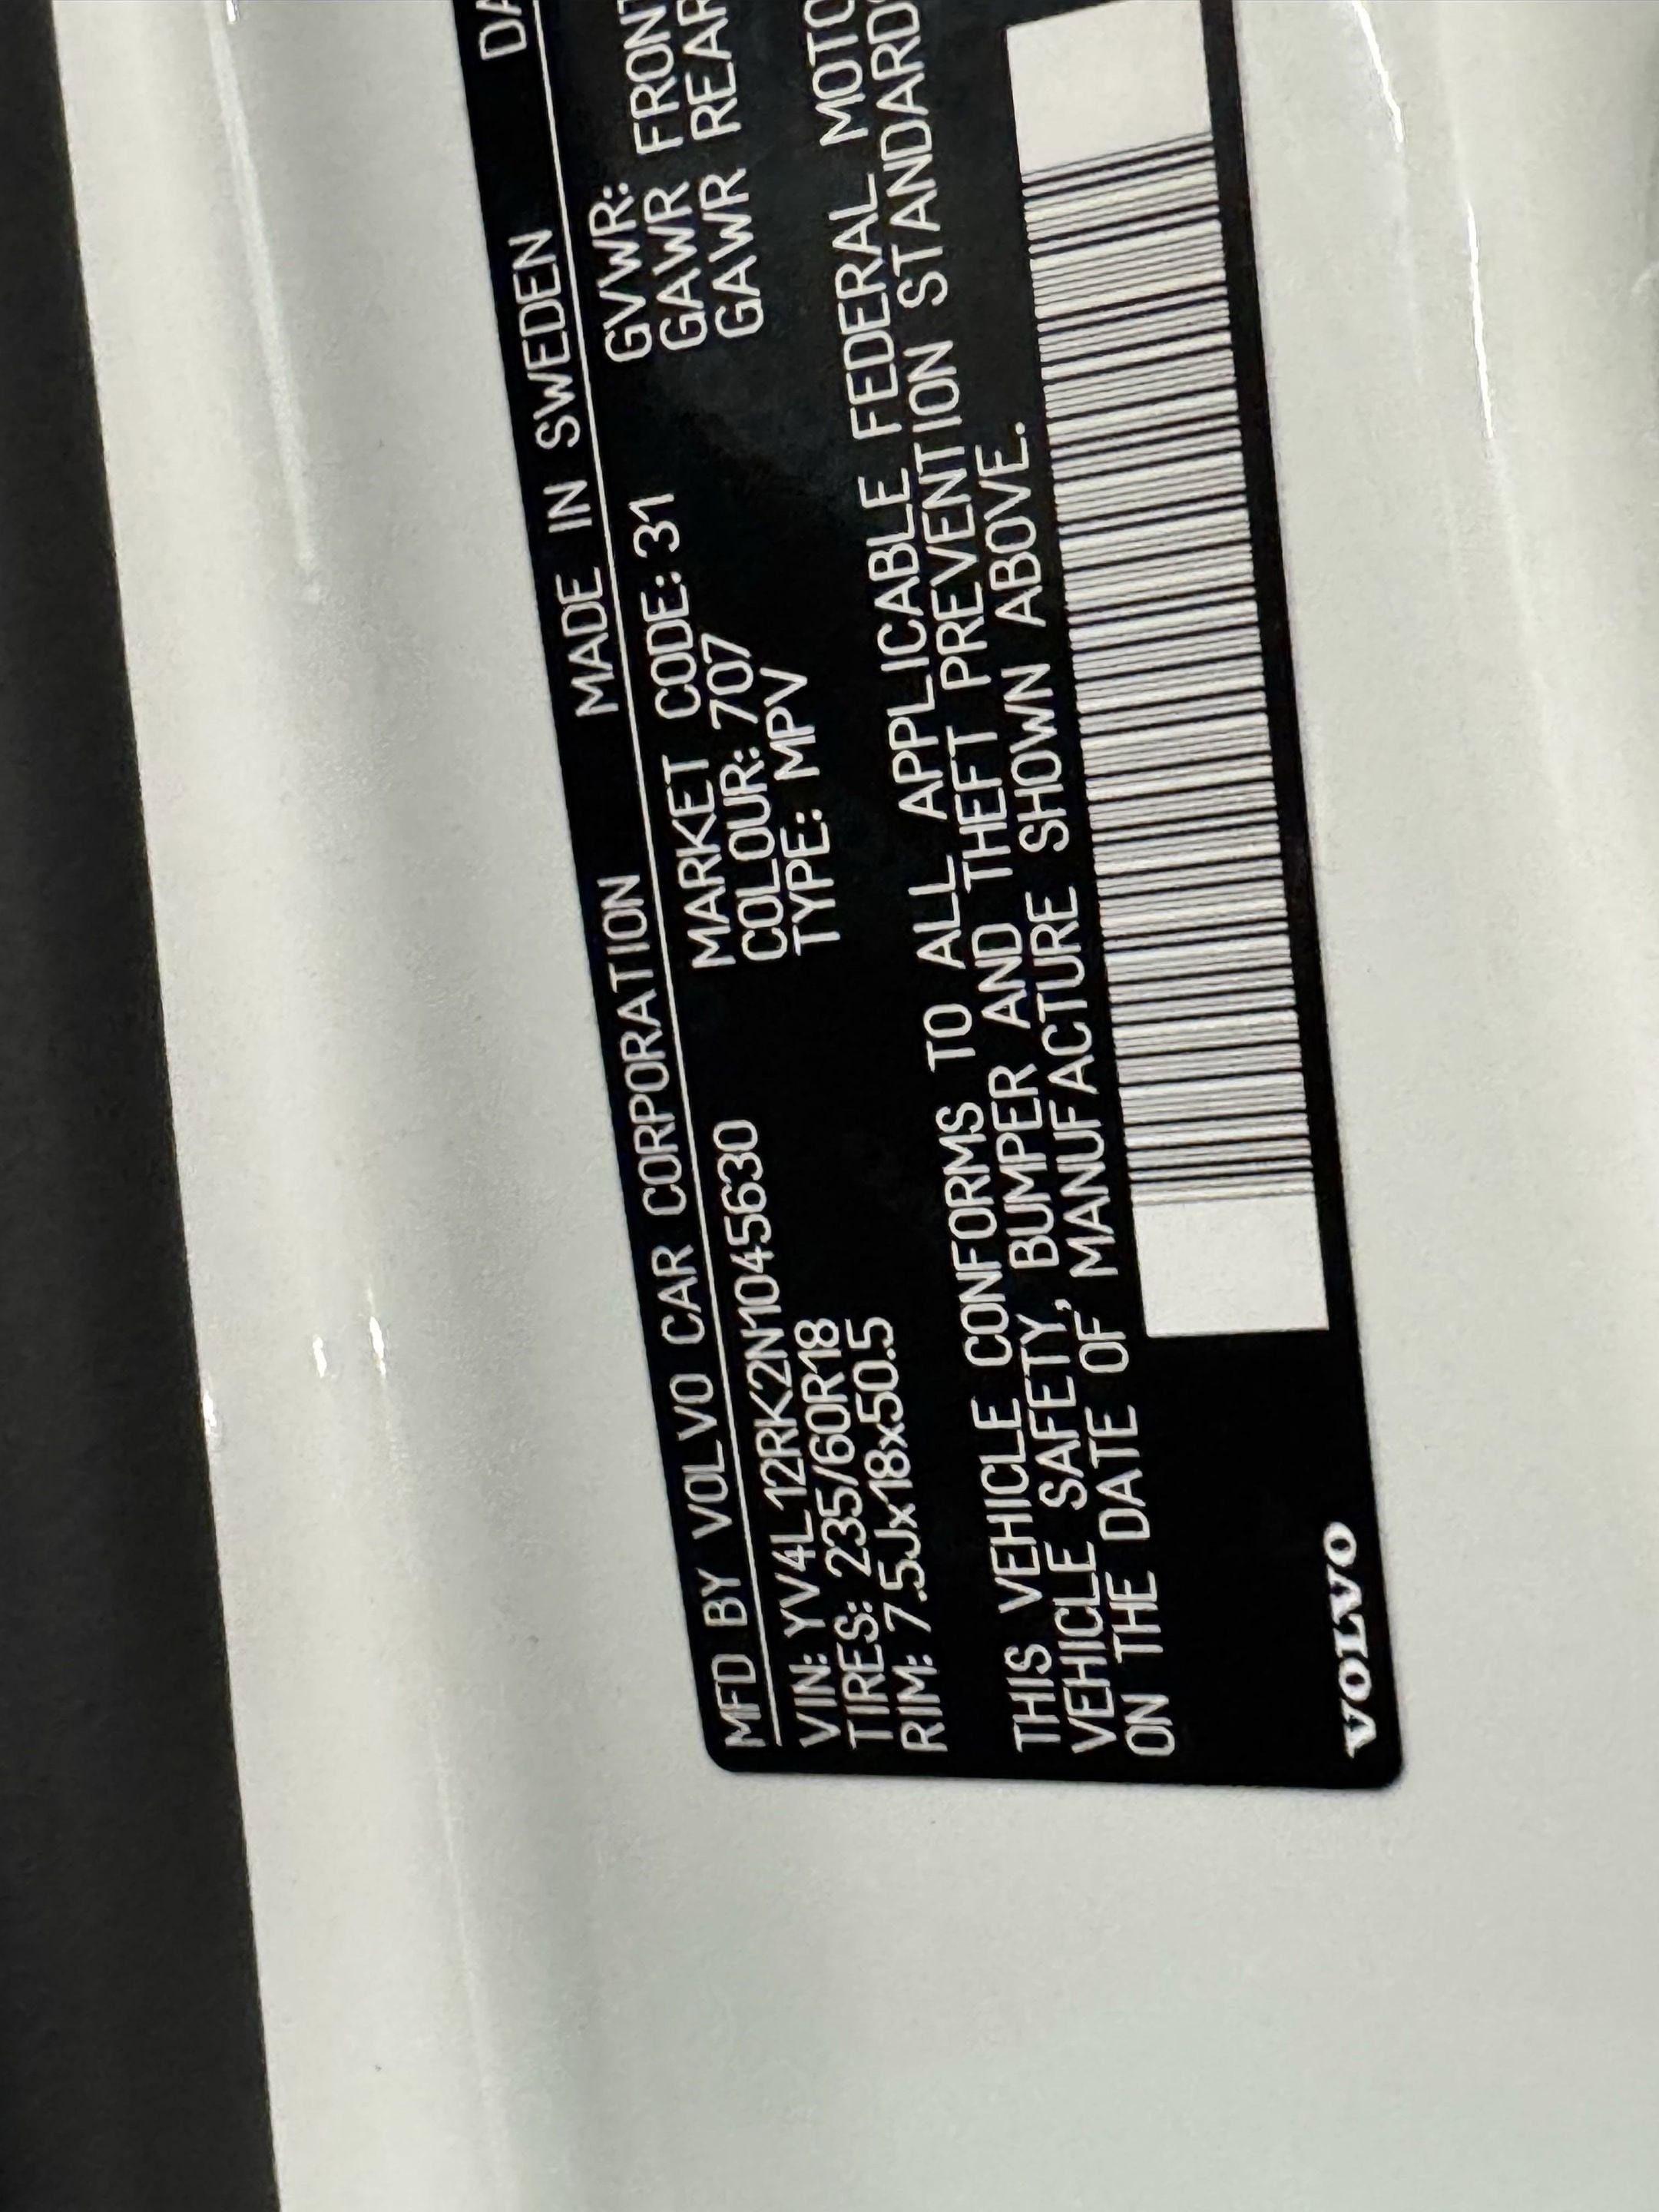 MFD BY VOLVO CAR CORPORATION MADE IN SWEDEN
VIN: YV4L12RK2N1045630 MARKET CODE: 31 GVWR:
TIRES: 235/60R18 COLOUR: 707 GAWR FRONT
RIM: 7.5Jx18x50.5 TYPE: MPV GAWR REAR
THIS VEHICLE CONFORMS TO ALL APPLICABLE FEDERAL MOTO
VEHICLE SAFETY, BUMPER AND THEFT PREVENTION STANDARD
ON THE DATE OF MANUFACTURE SHOWN ABOVE.
VOLVO